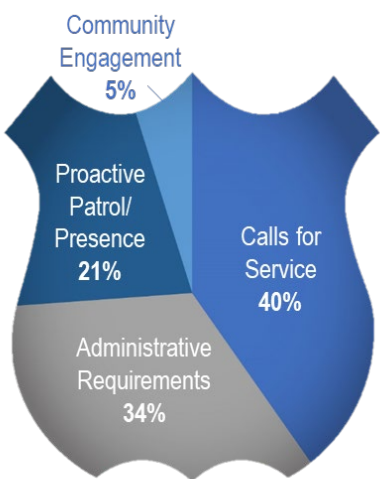 Community
Engagement
5%
Proactive
Patrol/
Presence
21%
Calls for
Service
40%
Administrative
Requirements
34%